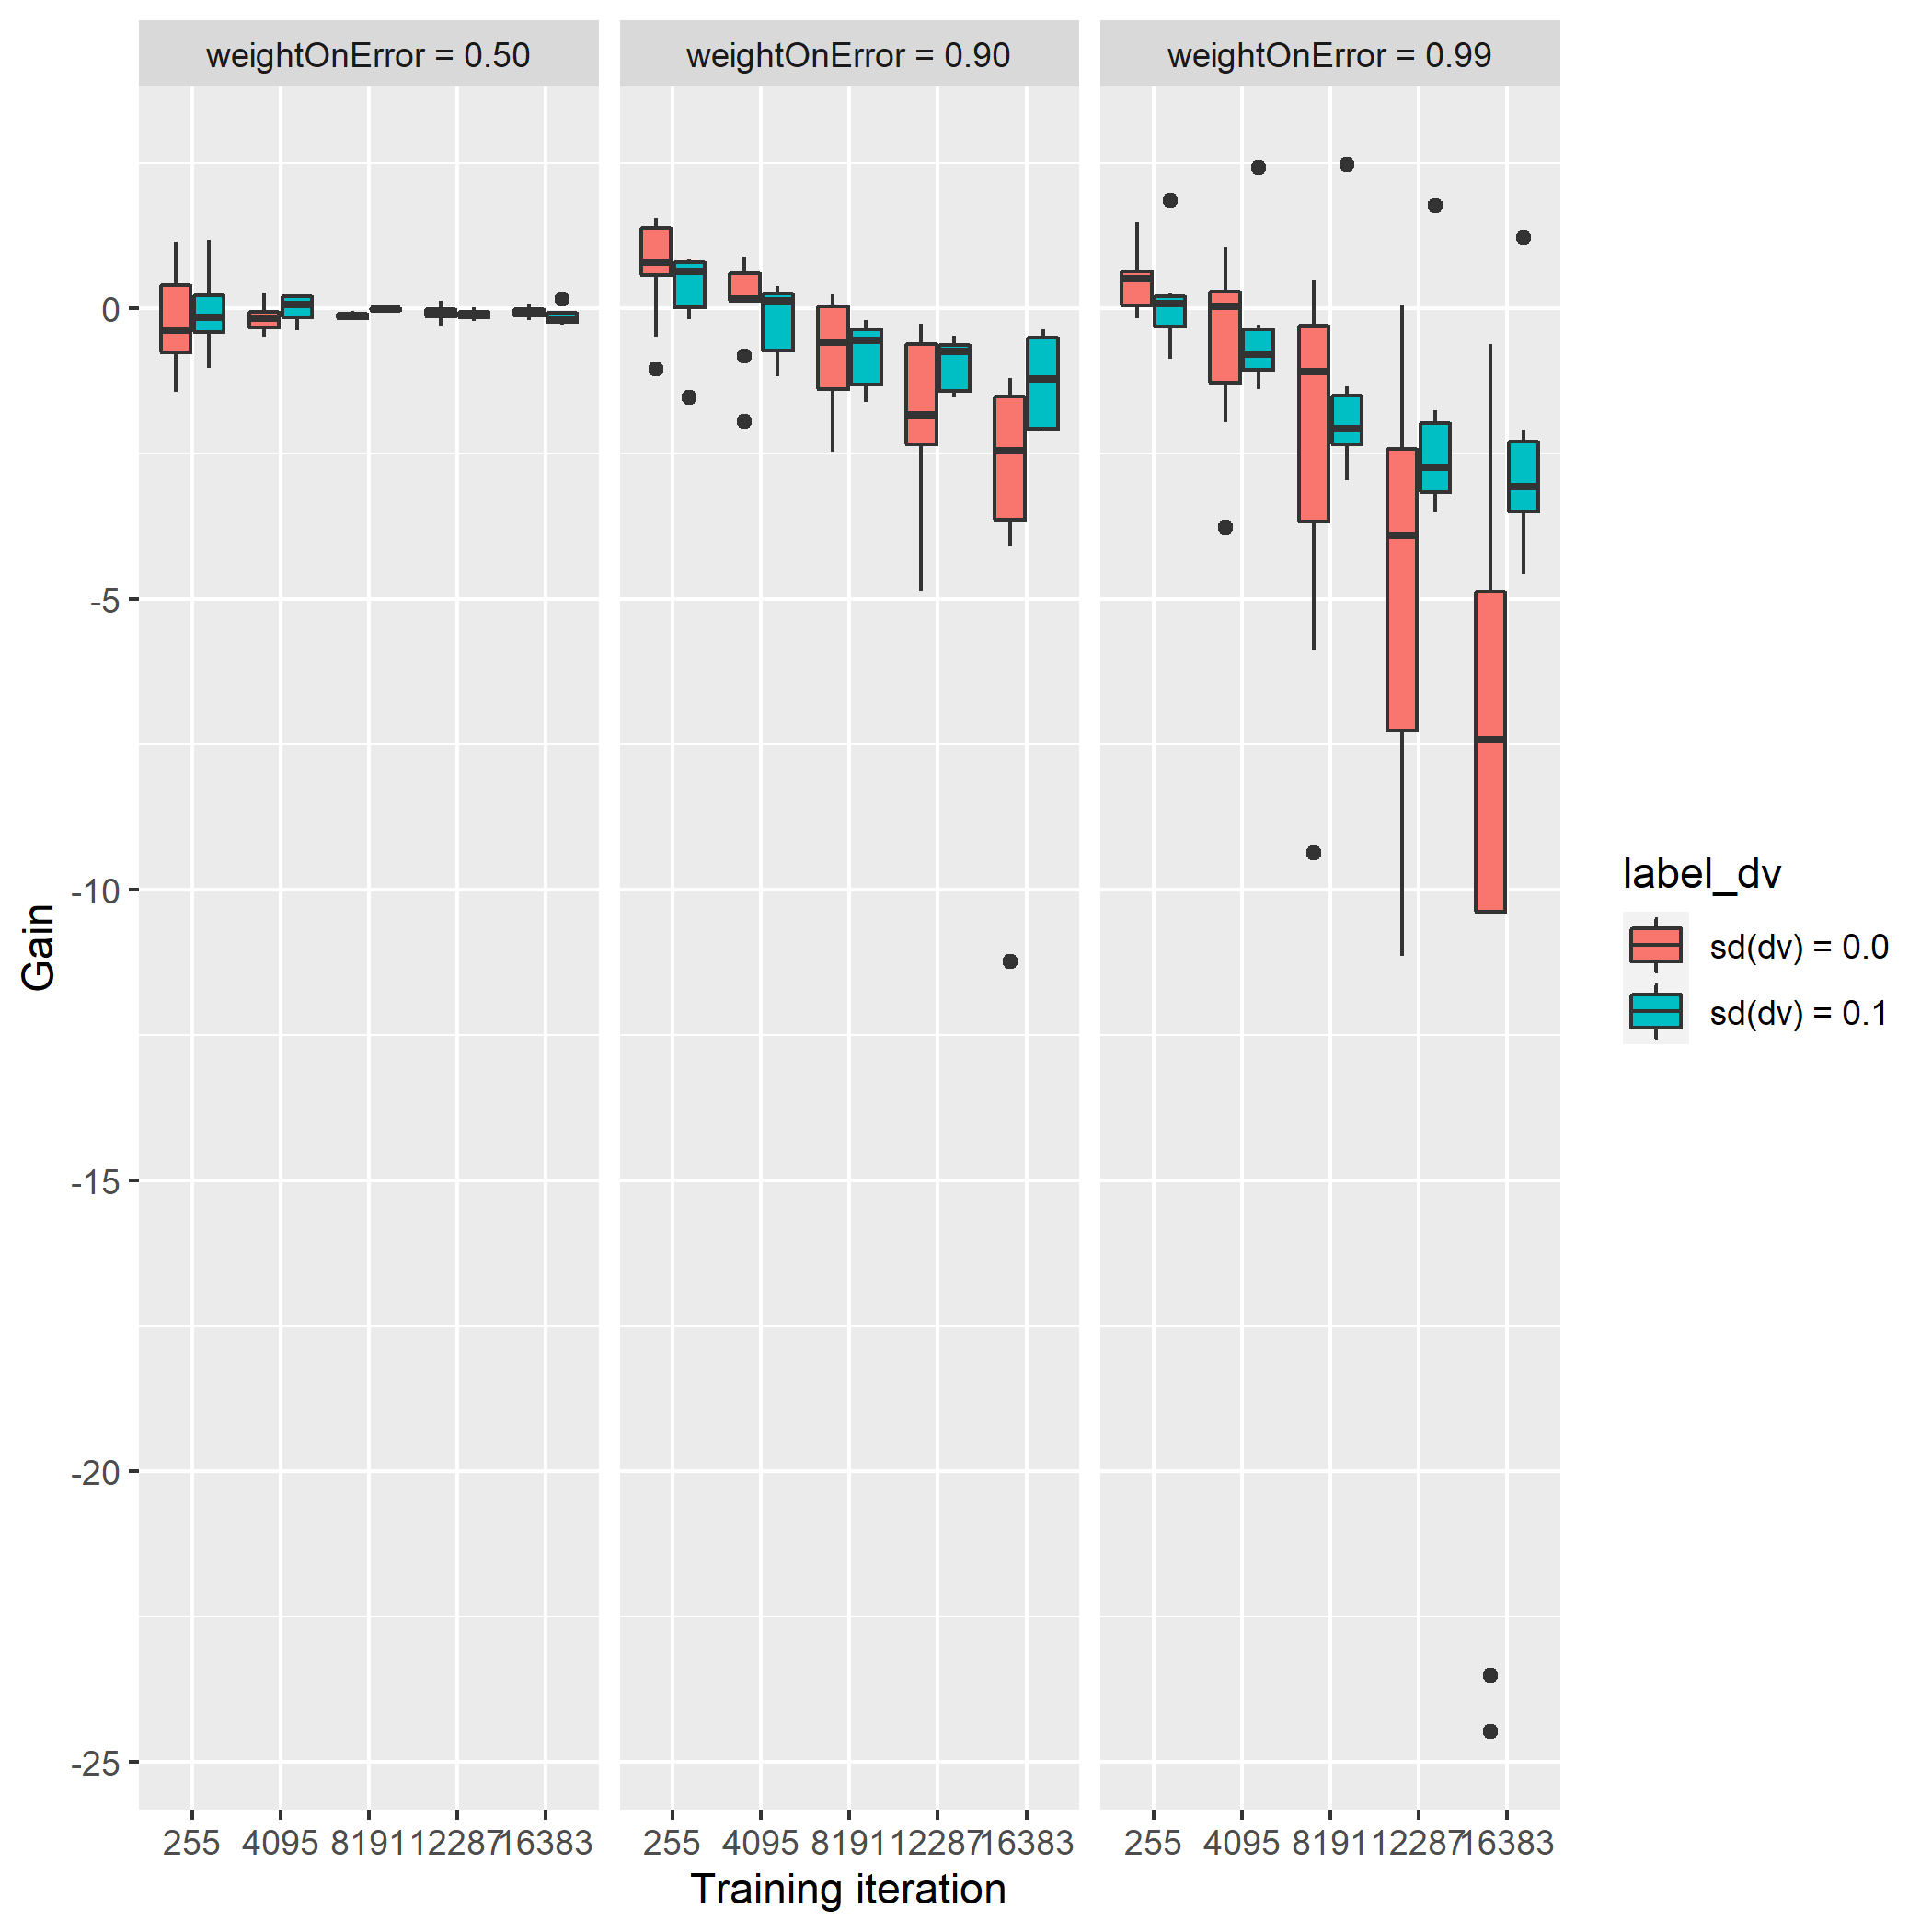 weightOnError = 0.50
weightOnError = 0.90
weightOnError = 0.99
0
-5
-10
-15
-20
-25
Gain
255 4095 8191 12287 16383
255 4095 8191 12287 16383
255 4095 8191 12287 16383
Training iteration
label_dv
sd(dv) = 0.0
sd(dv) = 0.1